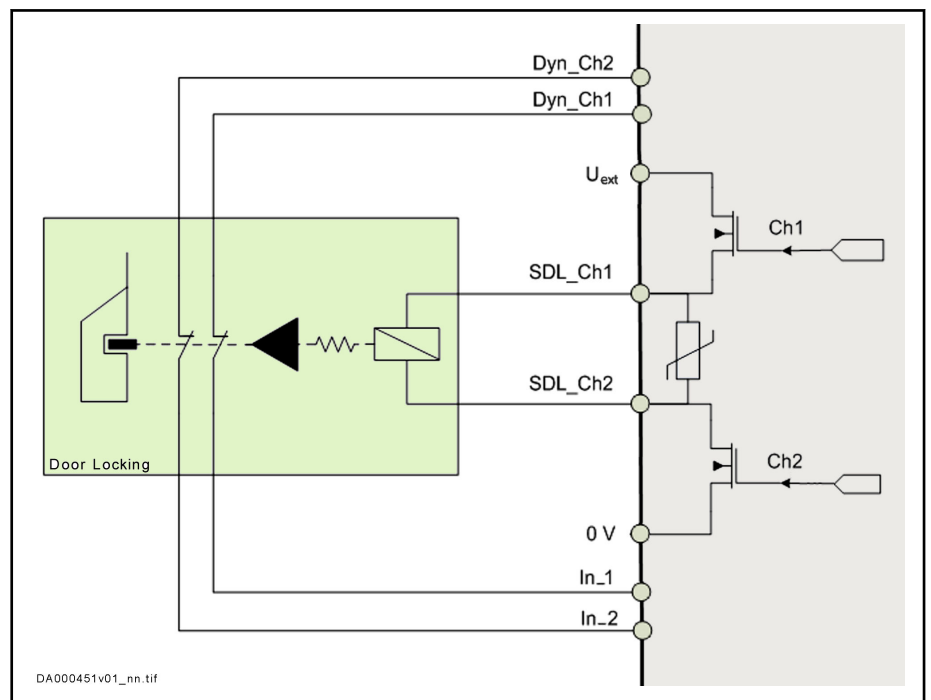 Dyn_Ch2
Dyn_Ch1
Uext
Ch1
SDL_Ch1
SDL_Ch2
Door Locking
Ch2
0 V
In_1
In_2
DA000451v01_nn.tif